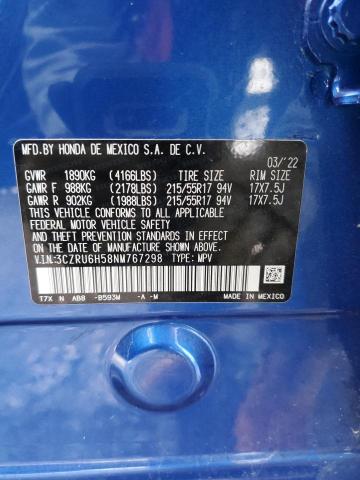 MFD.BY HONDA DE MEXICO S.A. DE C.V.
03/'22
GVWR 1890KG (4166LBS) TIRE SIZE RIM SIZE
GAWR F 988KG (2178LBS) 215/55R17 94V 17X7.5J
GAWR R 902KG (1988LBS) 215/55R17 94V 17X7.5J
THIS VEHICLE CONFORMS TO ALL APPLICABLE
FEDERAL MOTOR VEHICLE SAFETY STANDARDS
IN EFFECT ON THE DATE OF MANUFACTURE
SHOWN ABOVE.
V.I.N:3CZRU6H58NM767298 TYPE: MPV
T7X N AB8 -B593M -A -M
MADE IN MEXICO